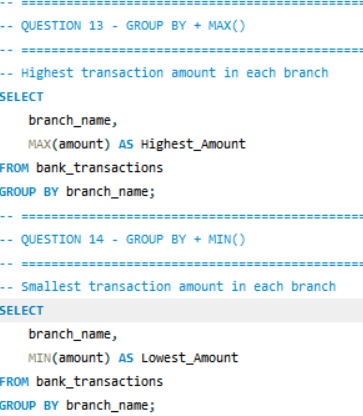 -- ================================================
-- QUESTION 13 - GROUP BY + MAX()
-- ================================================
-- Highest transaction amount in each branch
SELECT
    branch_name,
    MAX(amount) AS Highest_Amount
FROM bank_transactions
GROUP BY branch_name;
-- ================================================
-- QUESTION 14 - GROUP BY + MIN()
-- ================================================
-- Smallest transaction amount in each branch
SELECT
    branch_name,
    MIN(amount) AS Lowest_Amount
FROM bank_transactions
GROUP BY branch_name;